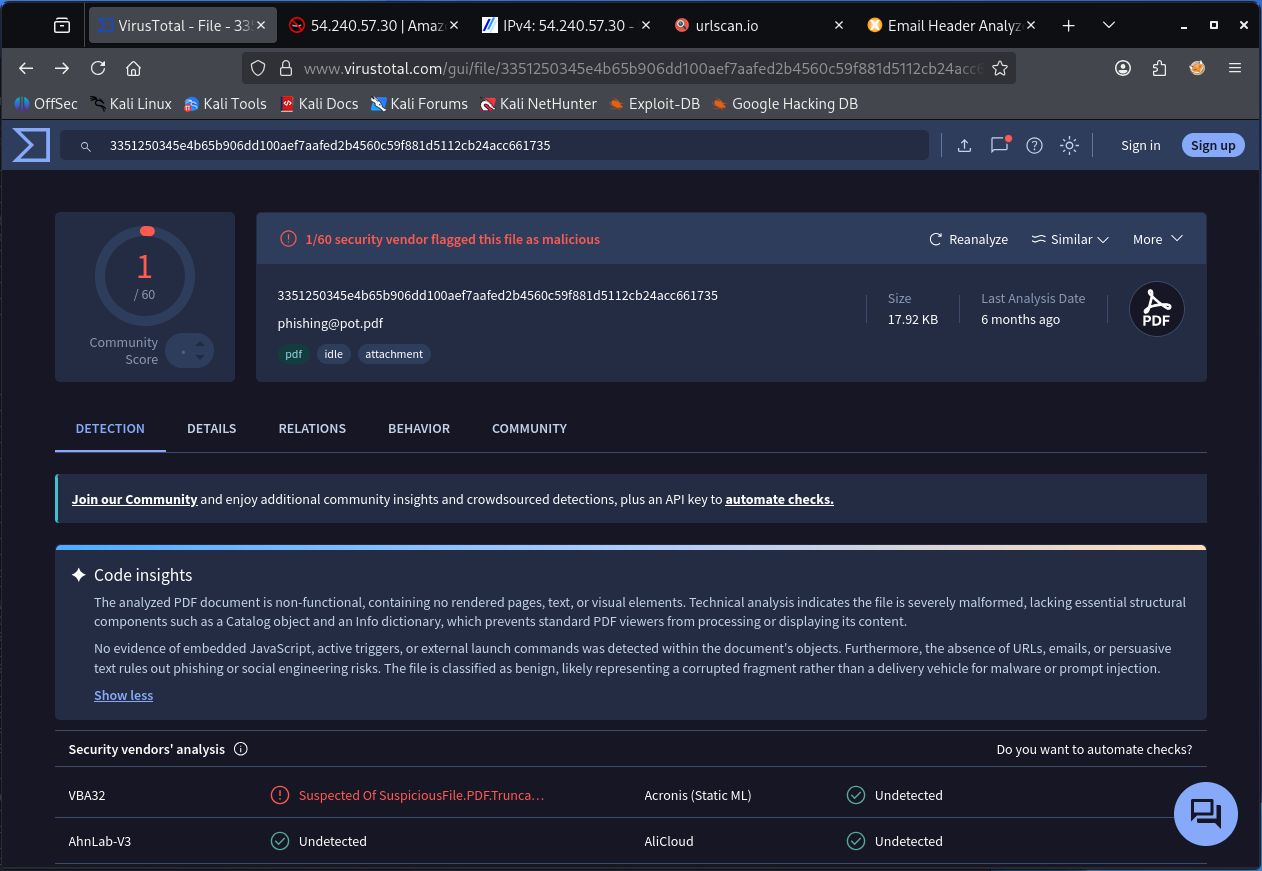 VirusTotal - File - 335
54.240.57.30 | Amaz
IPv4: 54.240.57.30 -
urlscan.io
Email Header Analyz
www.virustotal.com/gui/file/3351250345e4b65b906dd100aef7aafed2b4560c59f881d5112cb24acc6
OffSec
Kali Linux
Kali Tools
Kali Docs
Kali Forums
Kali NetHunter
Exploit-DB
Google Hacking DB
3351250345e4b65b906dd100aef7aafed2b4560c59f881d5112cb24acc661735
Sign in
Sign up
1
/ 60
Community
Score
1/60 security vendor flagged this file as malicious
Reanalyze
Similar
More
3351250345e4b65b906dd100aef7aafed2b4560c59f881d5112cb24acc661735
phishing@pot.pdf
pdf
idle
attachment
Size
17.92 KB
Last Analysis Date
6 months ago
PDF
DETECTION
DETAILS
RELATIONS
BEHAVIOR
COMMUNITY
Join our Community and enjoy additional community insights and crowdsourced detections, plus an API key to automate checks.
Code insights
The analyzed PDF document is non-functional, containing no rendered pages, text, or visual elements. Technical analysis indicates the file is severely malformed, lacking essential structural
components such as a Catalog object and an Info dictionary, which prevents standard PDF viewers from processing or displaying its content.
No evidence of embedded JavaScript, active triggers, or external launch commands was detected within the document's objects. Furthermore, the absence of URLs, emails, or persuasive
text rules out phishing or social engineering risks. The file is classified as benign, likely representing a corrupted fragment rather than a delivery vehicle for malware or prompt injection.
Show less
Security vendors' analysis
Do you want to automate checks?
VBA32
Suspected Of SuspiciousFile.PDF.Trunca…
Acronis (Static ML)
Undetected
AhnLab-V3
Undetected
AliCloud
Undetected